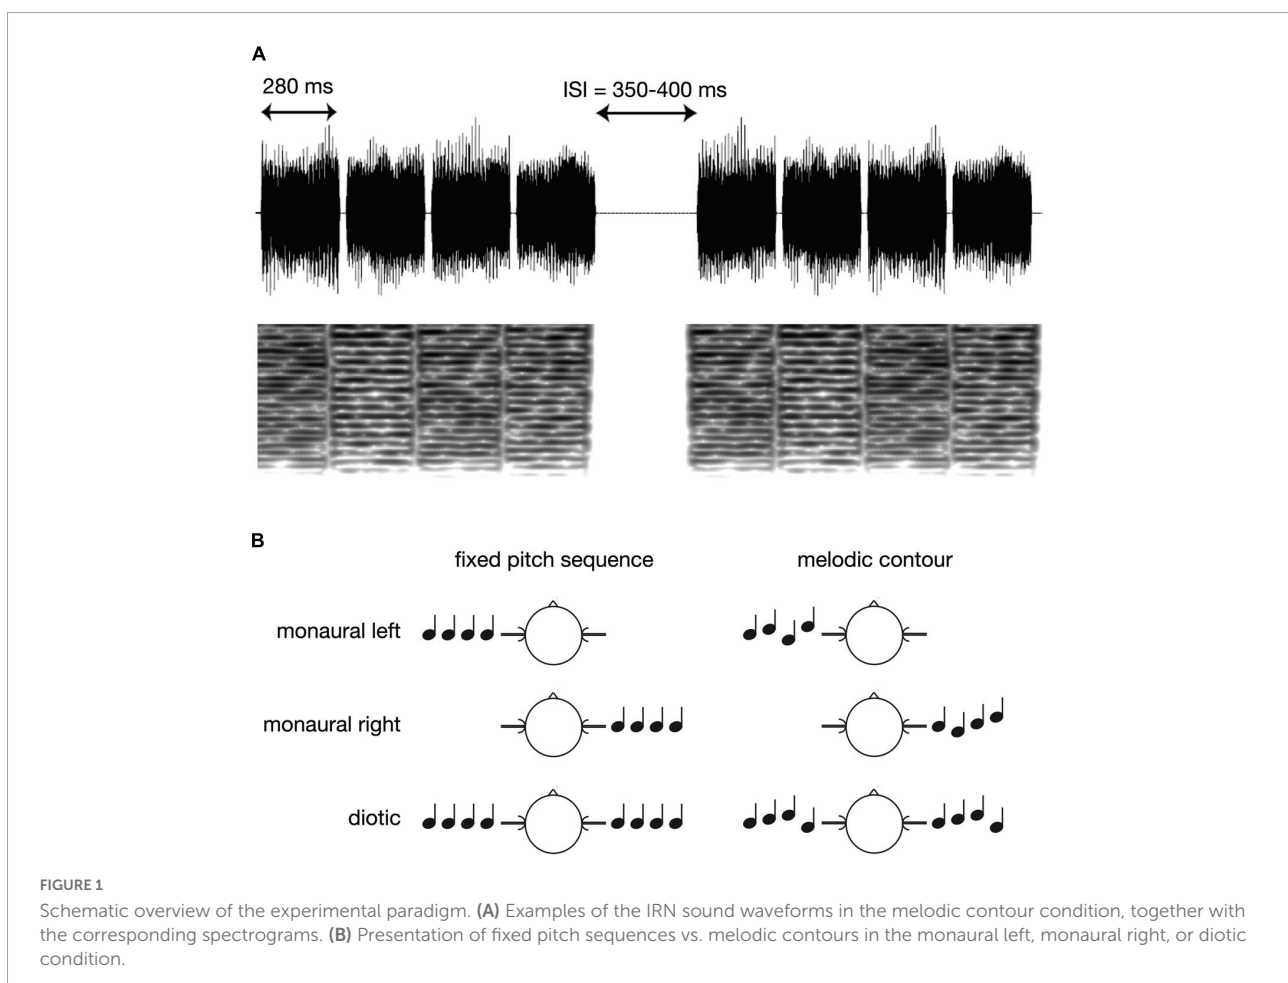 A
280 ms
ISI = 350-400 ms
B
fixed pitch sequence
melodic contour
monaural left
monaural right
diotic
FIGURE 1
Schematic overview of the experimental paradigm. (A) Examples of the IRN sound waveforms in the melodic contour condition, together with
the corresponding spectrograms. (B) Presentation of fixed pitch sequences vs. melodic contours in the monaural left, monaural right, or diotic
condition.